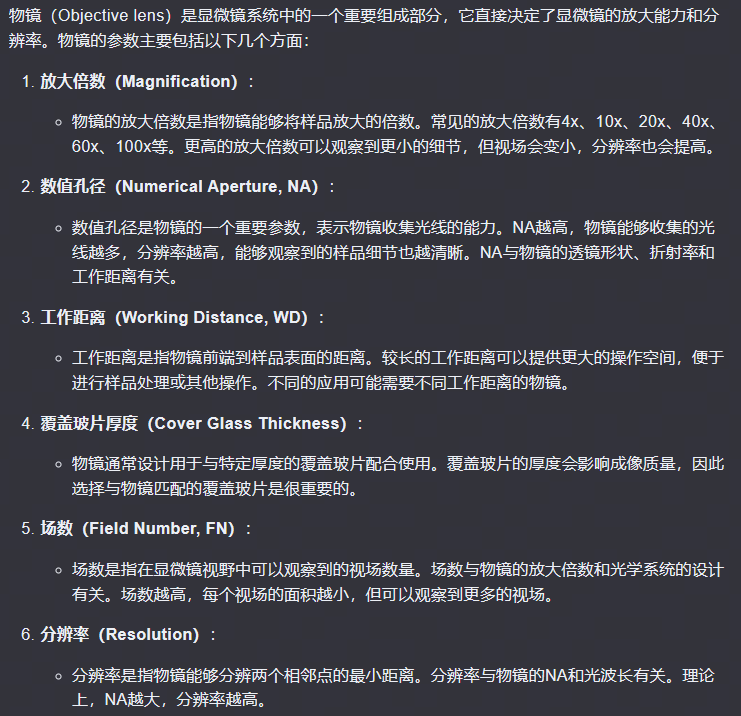 物镜（Objective lens）是显微镜系统中的一个重要组成部分，它直接决定了显微镜的放大能力和分
辨率。物镜的参数主要包括以下几个方面：
1. 放大倍数（Magnification）：
物镜的放大倍数是指物镜能够将样品放大的倍数。常见的放大倍数有4x、10x、20x、40x、
60x、100x等。更高的放大倍数可以观察到更小的细节，但视场会变小，分辨率也会提高。
2. 数值孔径（Numerical Aperture, NA）：
数值孔径是物镜的一个重要参数，表示物镜收集光线的能力。NA越高，物镜能够收集的光
线越多，分辨率越高，能够观察到的样品细节也越清晰。NA与物镜的透镜形状、折射率和
工作距离有关。
3. 工作距离（Working Distance, WD）：
工作距离是指物镜前端到样品表面的距离。较长的工作距离可以提供更大的操作空间，便于
进行样品处理或其他操作。不同的应用可能需要不同工作距离的物镜。
4. 覆盖玻片厚度（Cover Glass Thickness）：
物镜通常设计用于与特定厚度的覆盖玻片配合使用。覆盖玻片的厚度会影响成像质量，因此
选择与物镜匹配的覆盖玻片是很重要的。
5. 场数（Field Number, FN）：
场数是指在显微镜视野中可以观察到的视场数量。场数与物镜的放大倍数和光学系统的设计
有关。场数越高，每个视场的面积越小，但可以观察到更多的视场。
6. 分辨率（Resolution）：
分辨率是指物镜能够分辨两个相邻点的最小距离。分辨率与物镜的NA和光波长有关。理论
上，NA越大，分辨率越高。